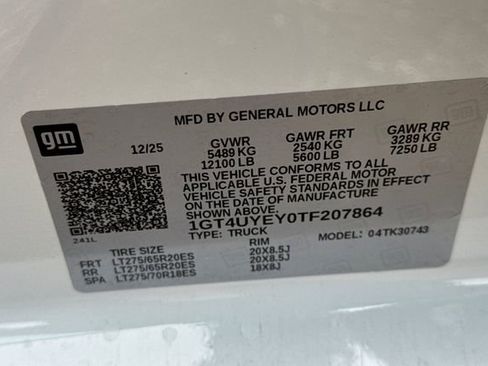 gm
MFD BY GENERAL MOTORS LLC
12/25
GVWR GAWR FRT GAWR RR
5489 KG 2540 KG 3289 KG
12100 LB 5600 LB 7250 LB
THIS VEHICLE CONFORMS TO ALL
APPLICABLE U.S. FEDERAL MOTOR
VEHICLE SAFETY STANDARDS IN EFFECT
ON THE DATE OF MANUFACTURE
SHOWN ABOVE.
1GT4UYEY0TF207864
TYPE: TRUCK MODEL: 04TK30743
241L
TIRE SIZE RIM
FRT LT275/65R20ES 20X8.5J
RR LT275/65R20ES 20X8.5J
SPA LT275/70R18ES 18X8J